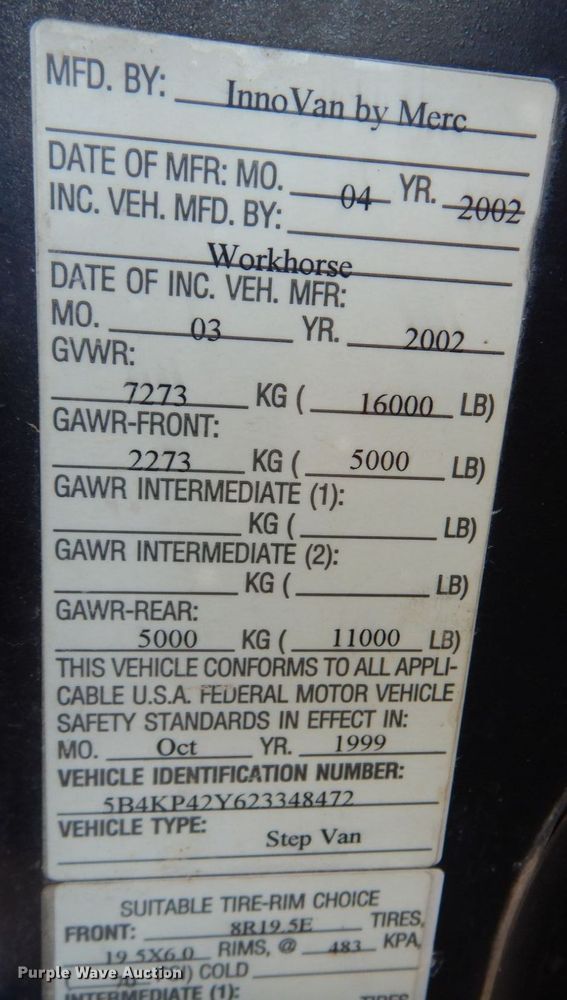 MFD. BY: InnoVan by Merc
DATE OF MFR: MO. 04 YR. 2002
INC. VEH. MFD. BY:
Workhorse
DATE OF INC. VEH. MFR:
MO. 03 YR. 2002
GVWR:
7273 KG ( 16000 LB)
GAWR-FRONT:
2273 KG ( 5000 LB)
GAWR INTERMEDIATE (1):
KG ( LB)
GAWR INTERMEDIATE (2):
KG ( LB)
GAWR-REAR:
5000 KG ( 11000 LB)
THIS VEHICLE CONFORMS TO ALL APPLI-
CABLE U.S.A. FEDERAL MOTOR VEHICLE
SAFETY STANDARDS IN EFFECT IN:
MO. Oct YR. 1999
VEHICLE IDENTIFICATION NUMBER:
5B4KP42Y623348472
VEHICLE TYPE: Step Van
SUITABLE TIRE-RIM CHOICE
FRONT: 8R19.5E TIRES,
19.5X6.0 RIMS, @ 483 KPA,
COLD
INTERMEDIATE (1): TIRES
Purple Wave Auction